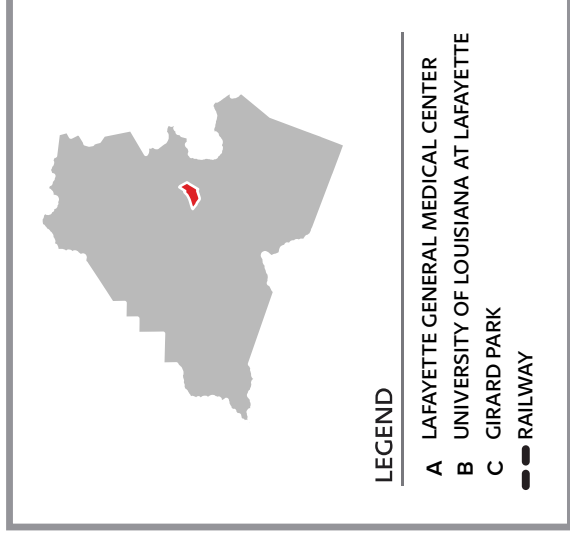 LEGEND
A LAFAYETTE GENERAL MEDICAL CENTER
B UNIVERSITY OF LOUISIANA AT LAFAYETTE
C GIRARD PARK
RAILWAY